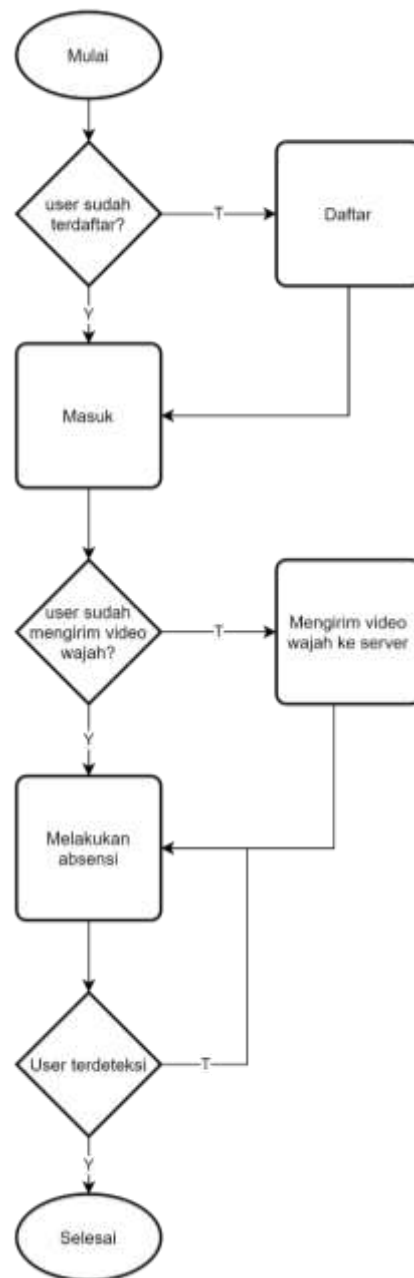 Mulai
user sudah
terdaftar?
T
Daftar
Y
Masuk
user sudah
mengirim video
wajah?
T
Mengirim video
wajah ke server
Y
Melakukan
absensi
User terdeteksi
T
Y
Selesai